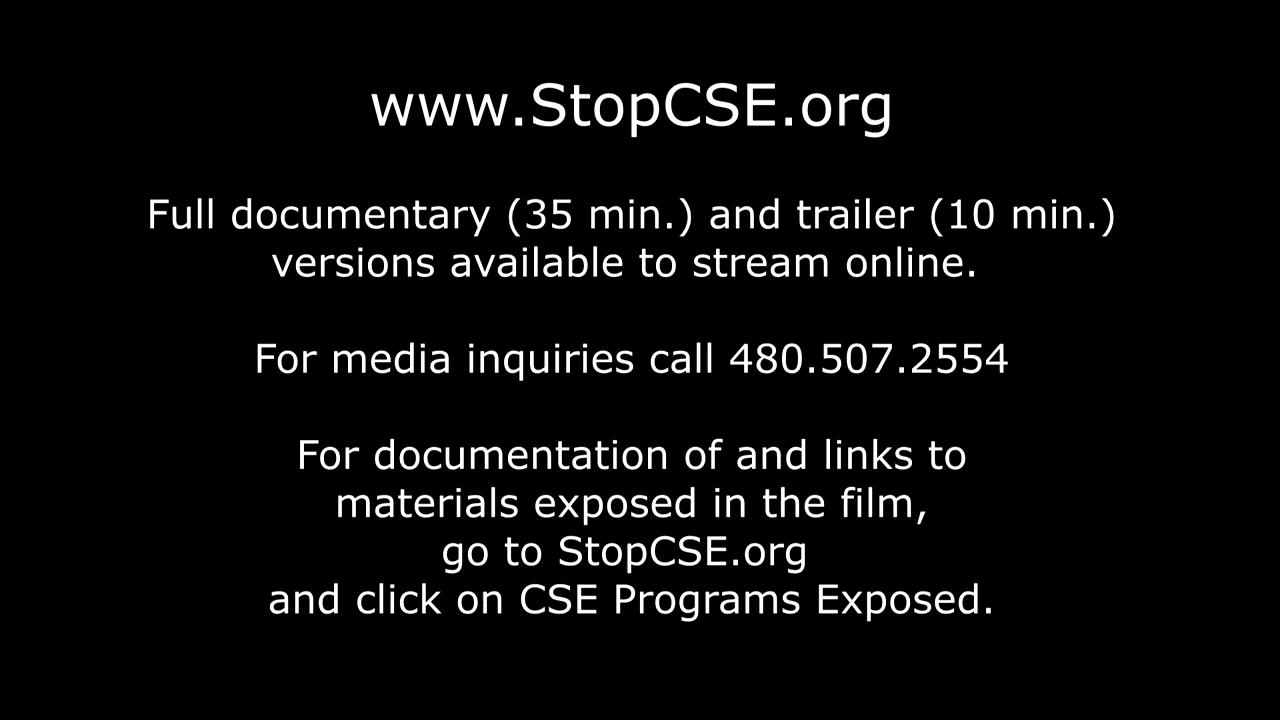 www.StopCSE.org
Full documentary (35 min.) and trailer (10 min.)
versions available to stream online.
For media inquiries call 480.507.2554
For documentation of and links to
materials exposed in the film,
go to StopCSE.org
and click on CSE Programs Exposed.